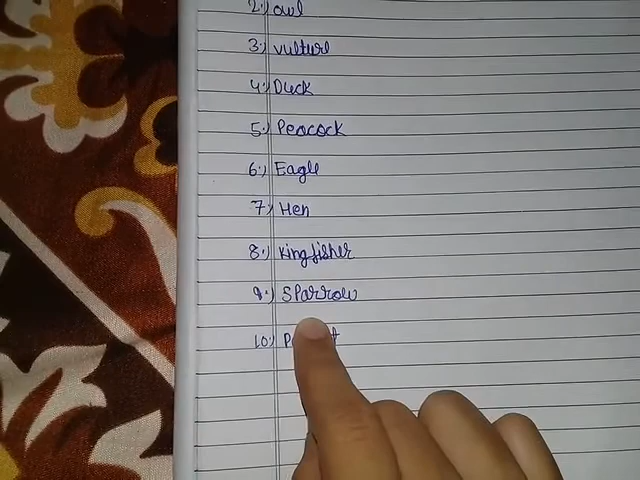 2.) owl
3.) vulture
4.) Duck
5.) Peacock
6.) Eagle
7.) Hen
8.) kingfisher
9.) Sparrow
10.)